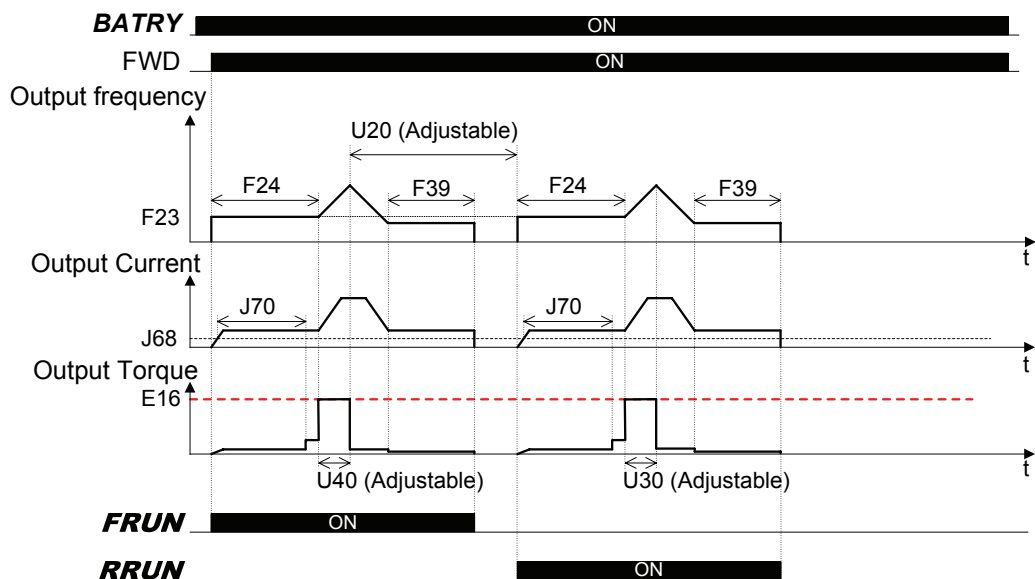 BATRY ON
FWD ON
Output frequency
U20 (Adjustable)
F24 F39 F24 F39
F23
t
Output Current
J70 J70
J68
t
Output Torque
E16
t
U40 (Adjustable) U30 (Adjustable)
FRUN ON
RRUN ON